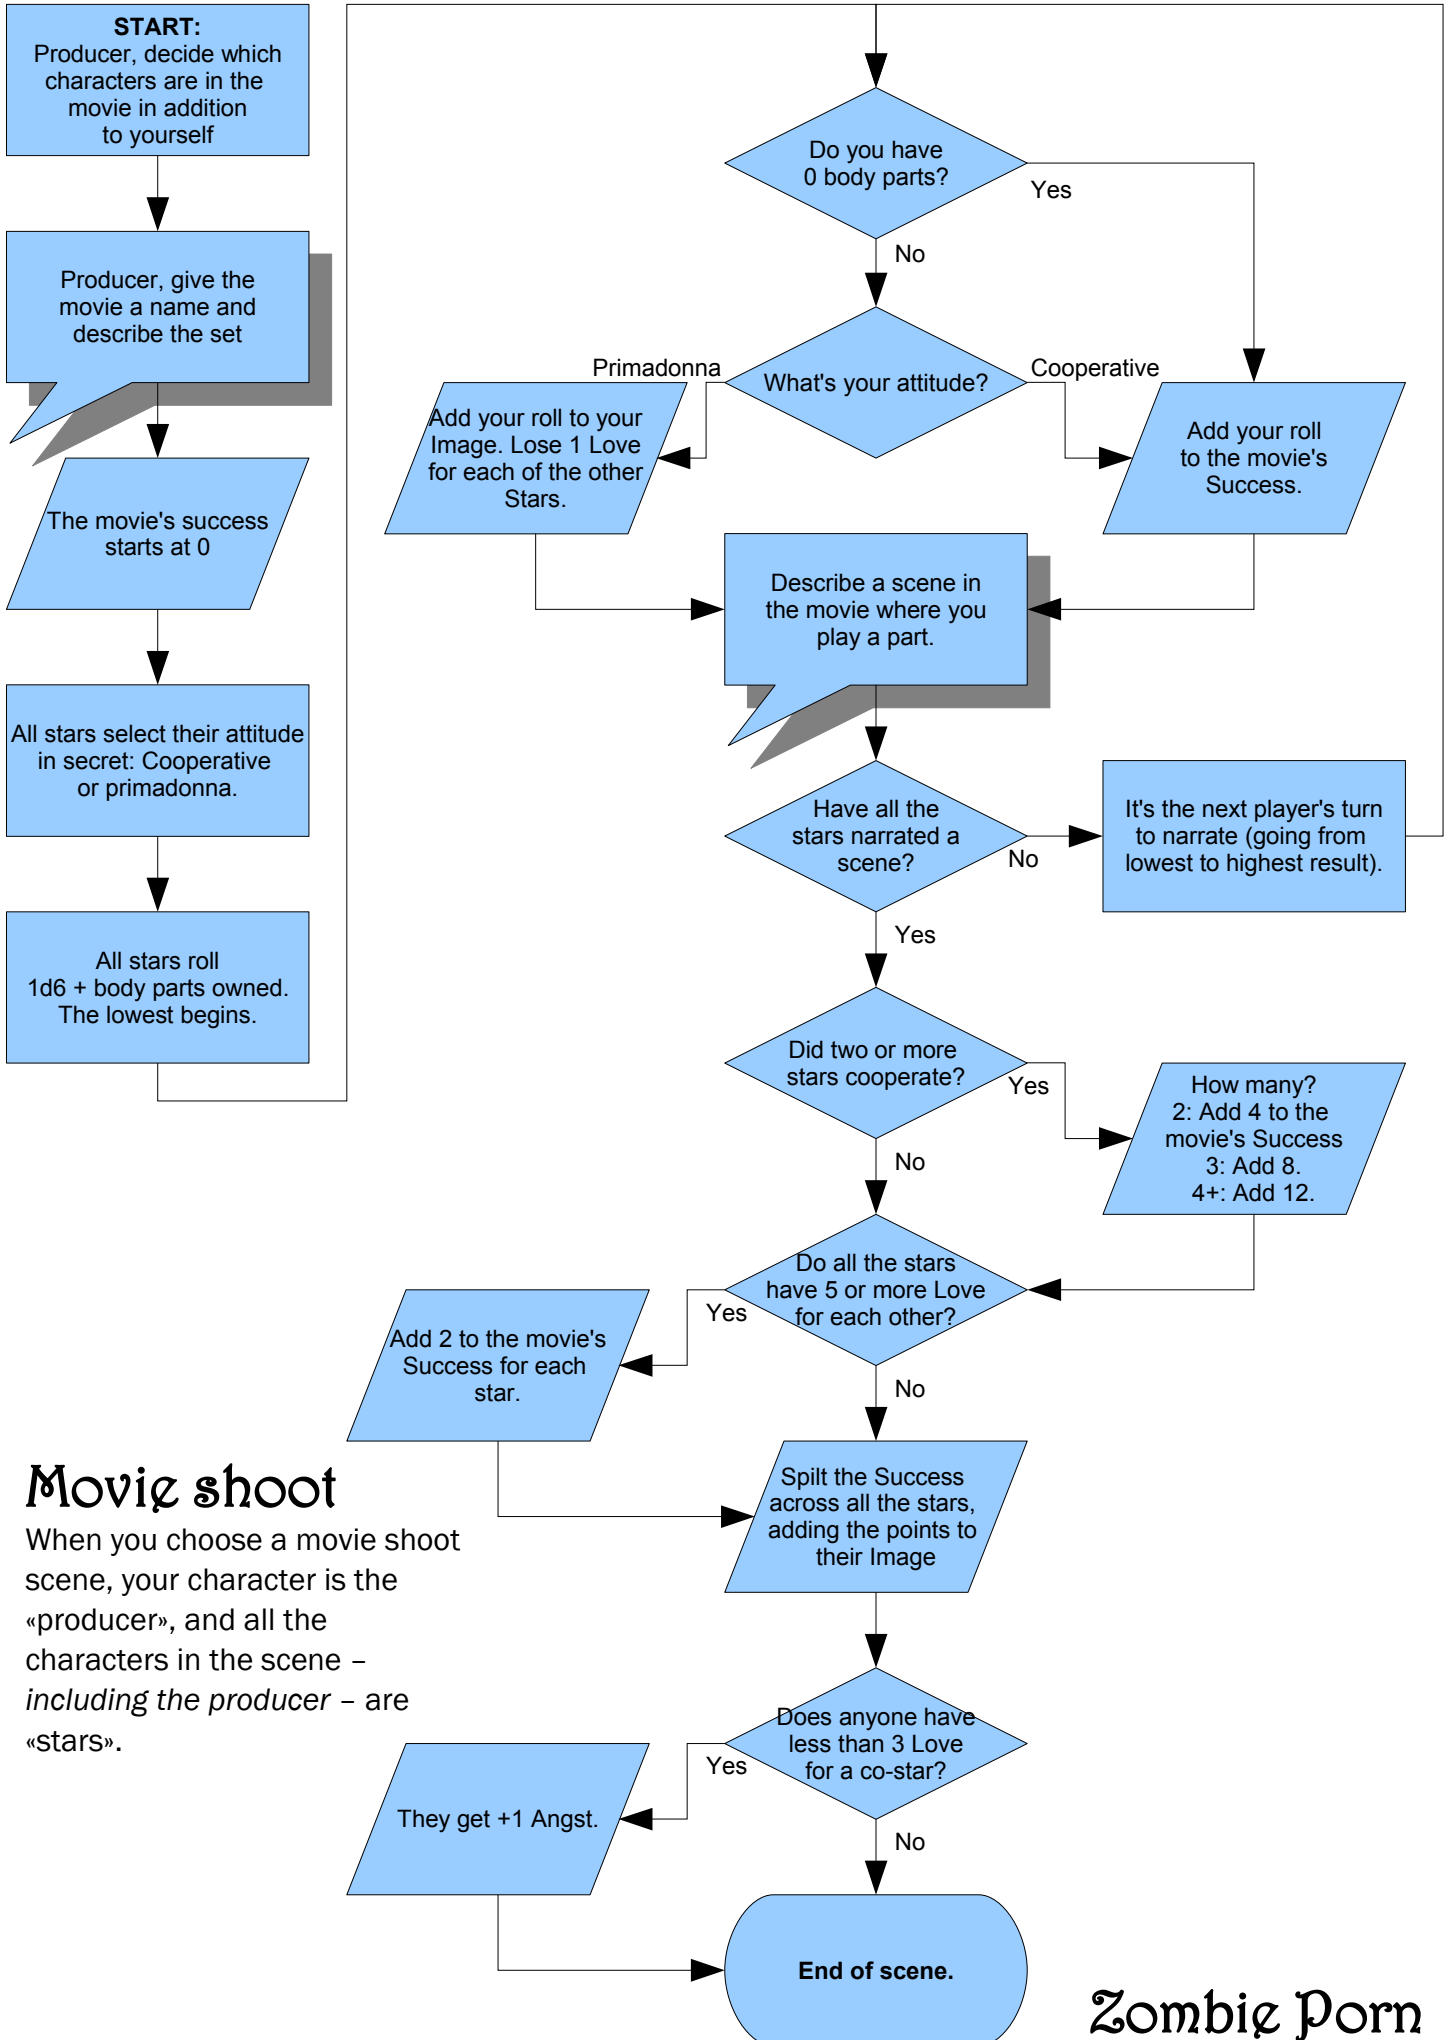 START:
Producer, decide which
characters are in the
movie in addition
to yourself
Producer, give the
movie a name and
describe the set
The movie's success
starts at 0
All stars select their attitude
in secret: Cooperative
or primadonna.
All stars roll
1d6 + body parts owned.
The lowest begins.
Do you have
0 body parts?
Yes
No
What's your attitude?
Primadonna
Cooperative
Add your roll to your
Image. Lose 1 Love
for each of the other
Stars.
Add your roll
to the movie's
Success.
Describe a scene in
the movie where you
play a part.
Have all the
stars narrated a
scene?
No
It's the next player's turn
to narrate (going from
lowest to highest result).
Yes
Did two or more
stars cooperate?
Yes
How many?
2: Add 4 to the
movie's Success
3: Add 8.
4+: Add 12.
No
Do all the stars
have 5 or more Love
for each other?
Yes
Add 2 to the movie's
Success for each
star.
No
Spilt the Success
across all the stars,
adding the points to
their Image
Does anyone have
less than 3 Love
for a co-star?
Yes
They get +1 Angst.
No
End of scene.
Movie shoot
When you choose a movie shoot
scene, your character is the
«producer», and all the
characters in the scene –
including the producer – are
«stars».
Zombie Porn